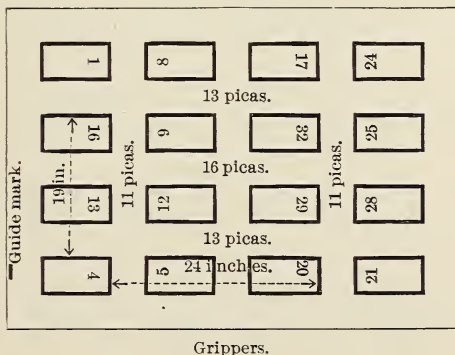 1 8 17 24
13 picas.
16 9 32 25
16 picas.
Guide mark.
19 in.
11 picas.
11 picas.
13 12 29 28
13 picas.
24 inches.
4 5 20 21
Grippers.